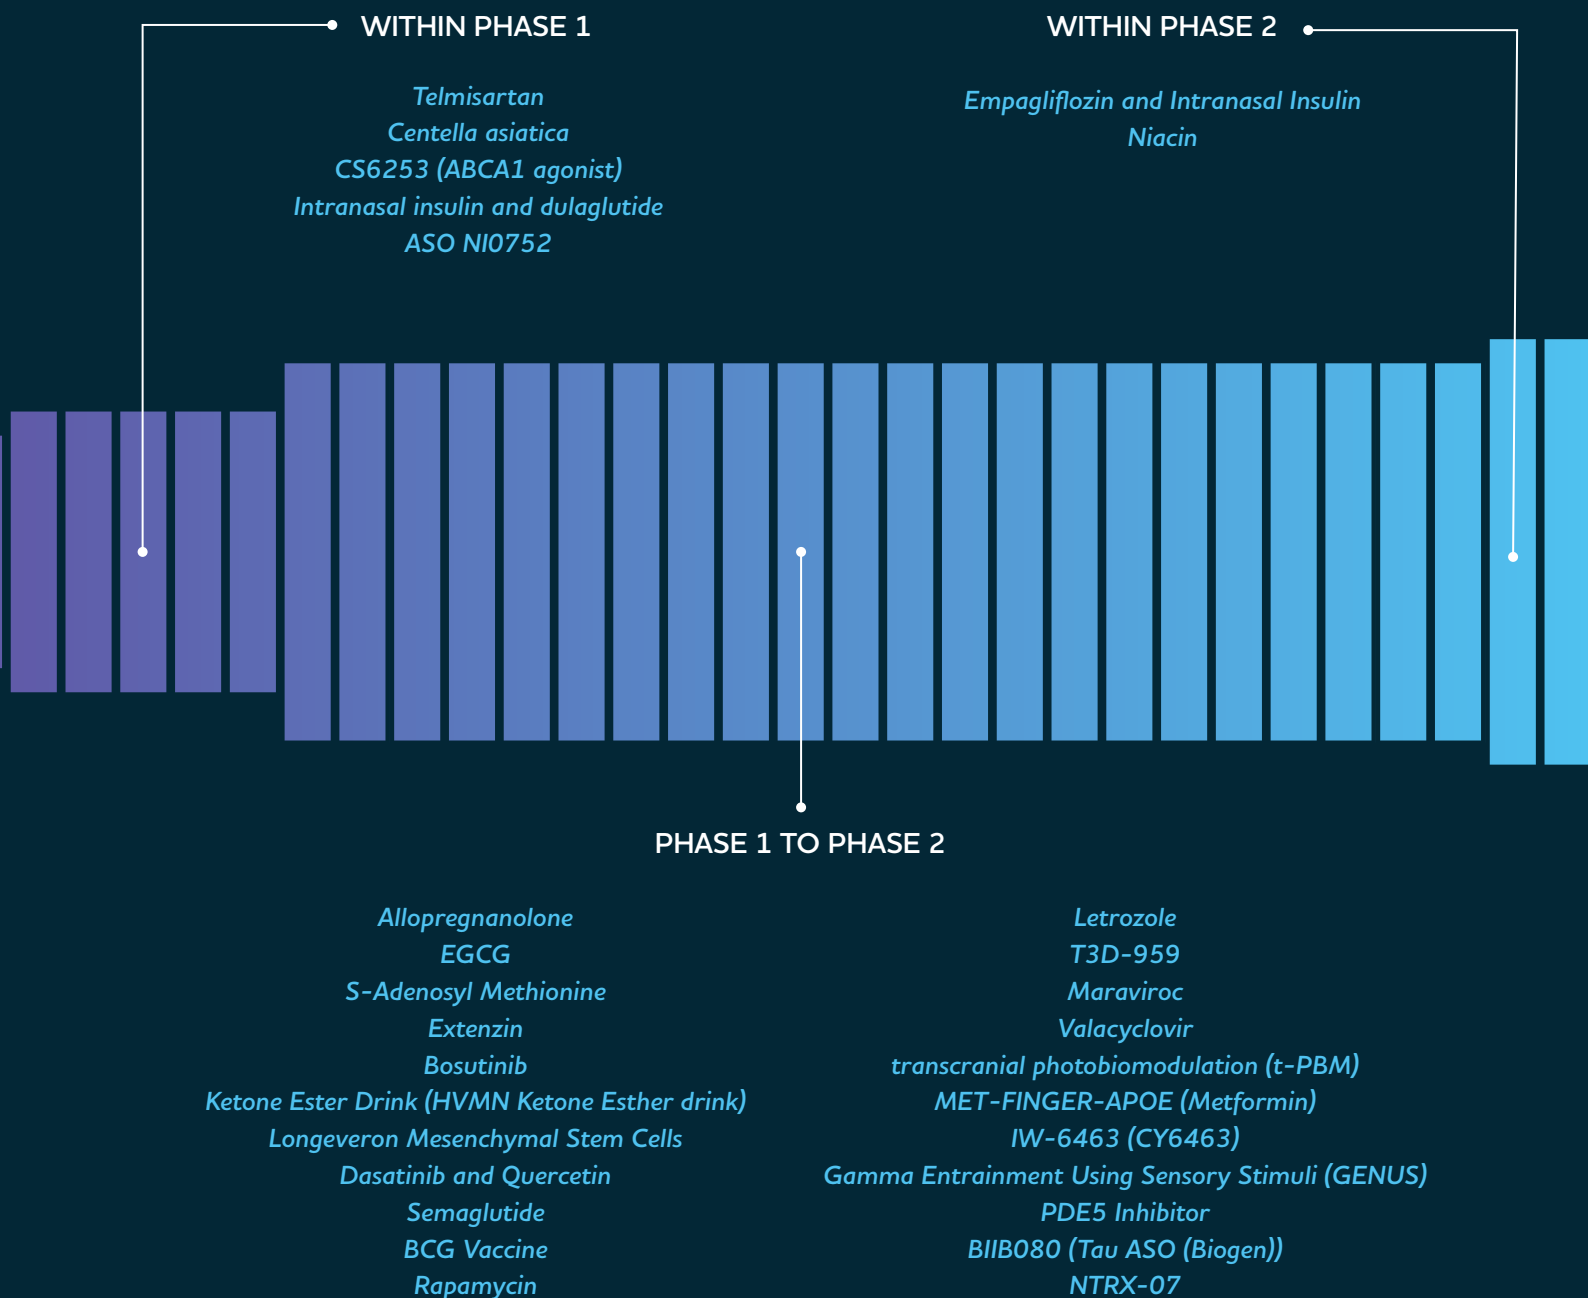 WITHIN PHASE 1
Telmisartan
Centella asiatica
CS6253 (ABCA1 agonist)
Intranasal insulin and dulaglutide
ASO NI0752
WITHIN PHASE 2
Empagliflozin and Intranasal Insulin
Niacin
PHASE 1 TO PHASE 2
Allopregnanolone
EGCG
S-Adenosyl Methionine
Extenzin
Bosutinib
Ketone Ester Drink (HVMN Ketone Esther drink)
Longeveron Mesenchymal Stem Cells
Dasatinib and Quercetin
Semaglutide
BCG Vaccine
Rapamycin
Letrozole
T3D-959
Maraviroc
Valacyclovir
transcranial photobiomodulation (t-PBM)
MET-FINGER-APOE (Metformin)
IW-6463 (CY6463)
Gamma Entrainment Using Sensory Stimuli (GENUS)
PDE5 Inhibitor
BIIB080 (Tau ASO (Biogen))
NTRX-07